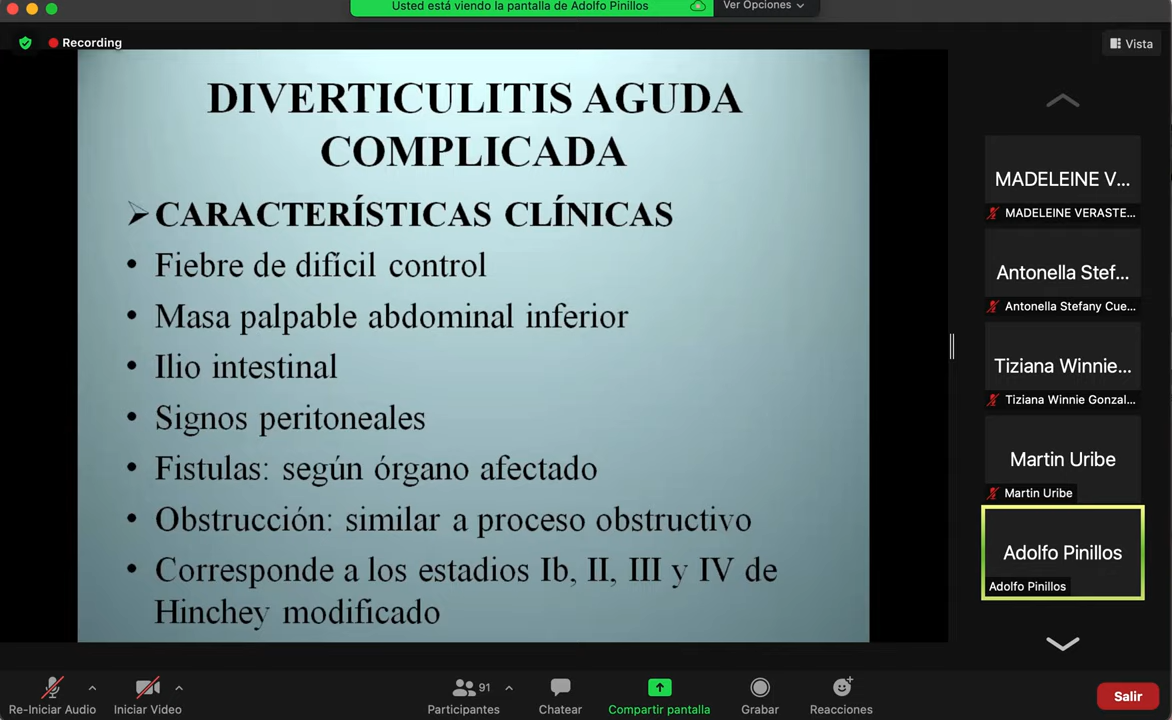 Usted está viendo la pantalla de Adolfo Pinillos
Ver Opciones
Recording
Vista
DIVERTICULITIS AGUDA
COMPLICADA
➢CARACTERÍSTICAS CLÍNICAS
• Fiebre de difícil control
• Masa palpable abdominal inferior
• Ilio intestinal
• Signos peritoneales
• Fistulas: según órgano afectado
• Obstrucción: similar a proceso obstructivo
• Corresponde a los estadios Ib, II, III y IV de
Hinchey modificado
MADELEINE V...
MADELEINE VERASTE...
Antonella Stef...
Antonella Stefany Cue...
Tiziana Winnie...
Tiziana Winnie Gonzal...
Martin Uribe
Martin Uribe
Adolfo Pinillos
Adolfo Pinillos
Re-Iniciar Audio
Iniciar Video
91
Participantes
Chatear
Compartir pantalla
Grabar
Reacciones
Salir